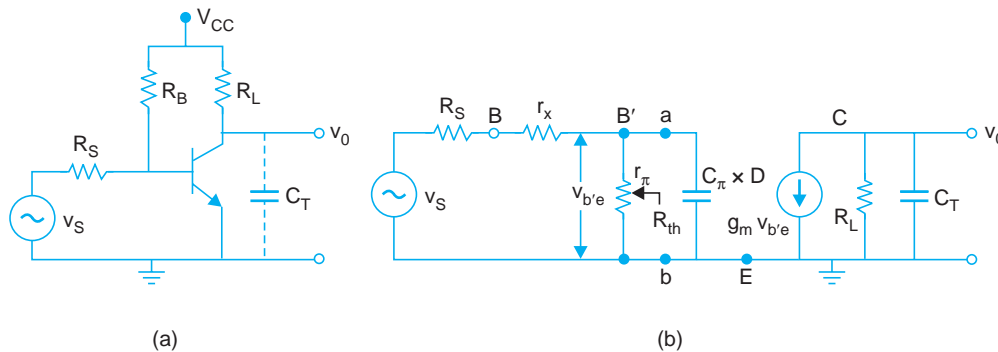 V_CC
R_B
R_L
v_0
R_S
v_S
C_T
(a)
R_S
B
r_x
B′
a
C
v_0
v_S
v_b′e
r_π
R_th
C_π × D
g_m v_b′e
R_L
C_T
b
E
(b)